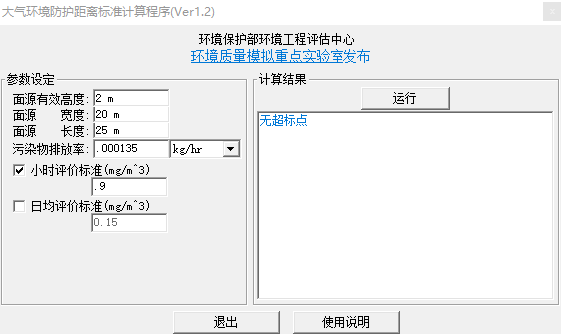 大气环境防护距离标准计算程序(Ver1.2)
x
环境保护部环境工程评估中心
环境质量模拟重点实验室发布
参数设定
面源有效高度: 2 m
面源 宽度: 20 m
面源 长度: 25 m
污染物排放率: .000135 kg/hr
小时评价标准(mg/m^3)
.9
日均评价标准(mg/m^3)
0.15
计算结果
运行
无超标点
退出 使用说明